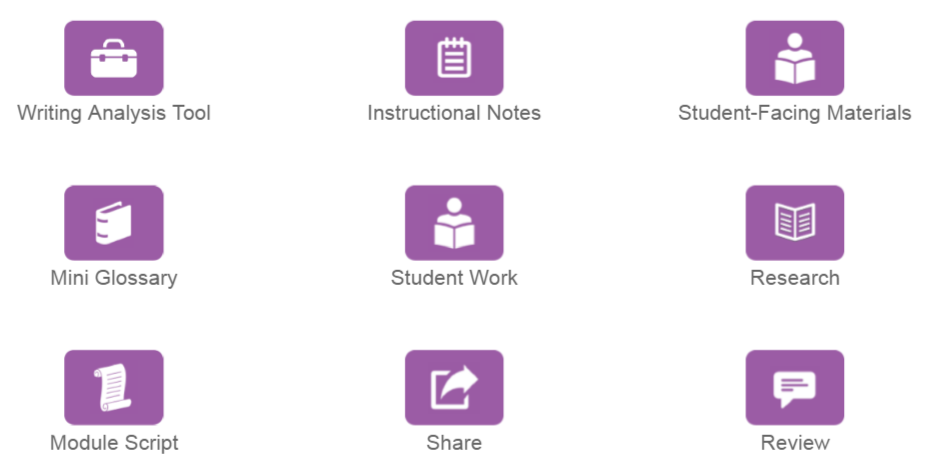 Writing Analysis Tool
Instructional Notes
Student-Facing Materials
Mini Glossary
Student Work
Research
Module Script
Share
Review